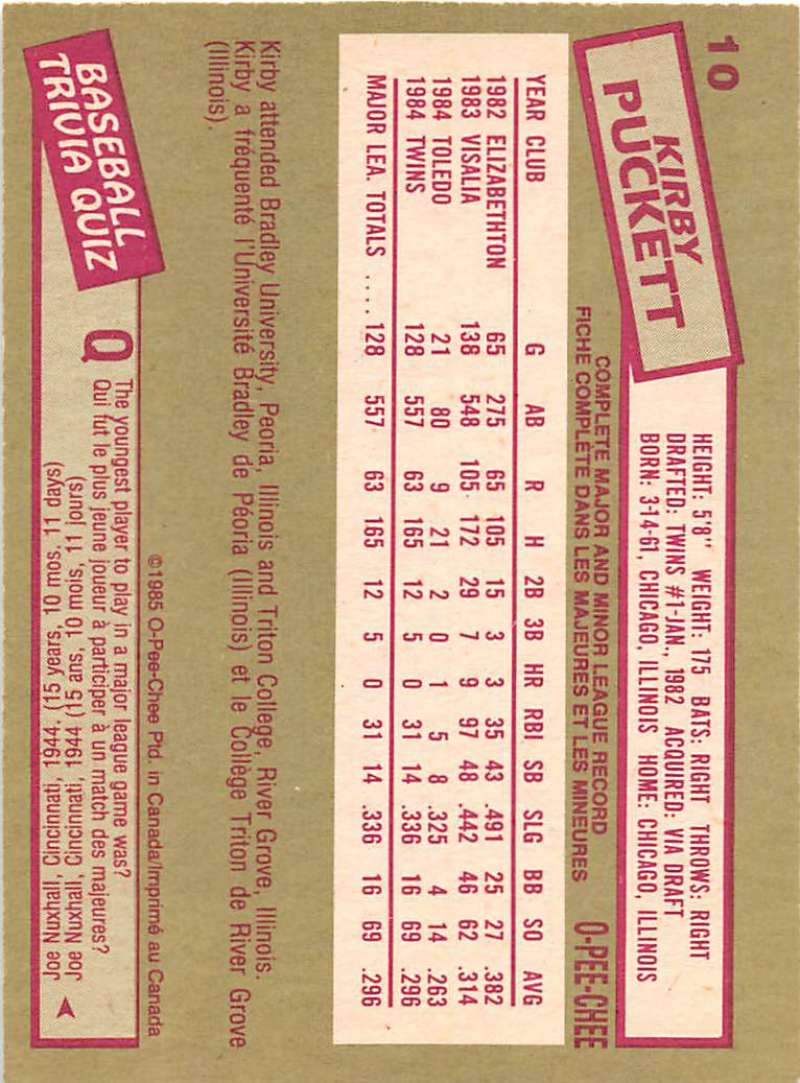 10
KIRBY
PUCKETT
HEIGHT: 5'8" WEIGHT: 175 BATS: RIGHT THROWS: RIGHT
DRAFTED: TWINS #1-JAN., 1982 ACQUIRED: VIA DRAFT
BORN: 3-14-61, CHICAGO, ILLINOIS HOME: CHICAGO, ILLINOIS
COMPLETE MAJOR AND MINOR LEAGUE RECORD
FICHE COMPLÈTE DANS LES MAJEURES ET LES MINEURES
O-PEE-CHEE
YEAR CLUB G AB R H 2B 3B HR RBI SB SLG BB SO AVG
1982 ELIZABETHTON 65 275 65 105 15 3 3 35 43 .491 25 27 .382
1983 VISALIA 138 548 105 172 29 7 9 97 48 .442 46 62 .314
1984 TOLEDO 21 80 9 21 2 0 1 5 8 .325 4 14 .263
1984 TWINS 128 557 63 165 12 5 0 31 14 .336 16 69 .296
MAJOR LEA. TOTALS ..... 128 557 63 165 12 5 0 31 14 .336 16 69 .296
Kirby attended Bradley University, Peoria, Illinois and Triton College, River Grove, Illinois.
Kirby a fréquenté l'Université Bradley de Péoria (Illinois) et le Collège Triton de River Grove
(Illinois).
©1985 O-Pee-Chee Ptd. in Canada/Imprimé au Canada
BASEBALL
TRIVIA QUIZ
Q
The youngest player to play in a major league game was?
Qui fut le plus jeune joueur à participer à un match des majeures?
Joe Nuxhall, Cincinnati, 1944 (15 ans, 10 mois, 11 jours)
Joe Nuxhall, Cincinnati, 1944. (15 years, 10 mos. 11 days)
A